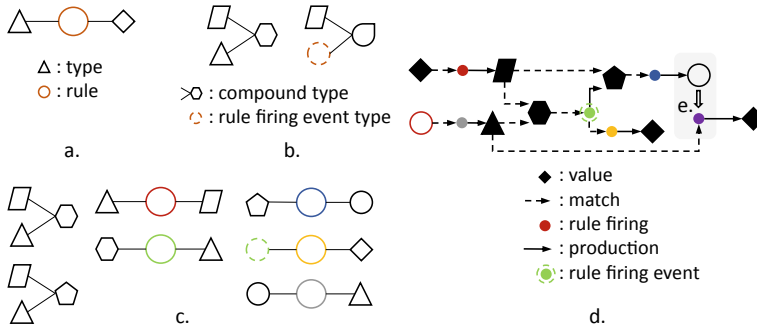 : type
: rule
a.
: compound type
: rule firing event type
b.
c.
e.
: value
: match
: rule firing
: production
: rule firing event
d.